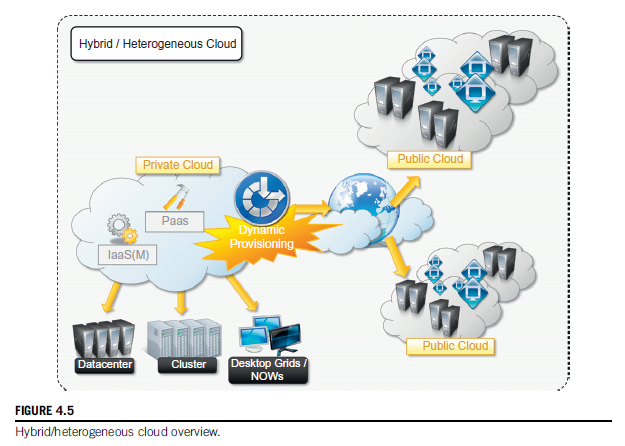 Hybrid / Heterogeneous Cloud
Public Cloud
Private Cloud
Paas
IaaS(M)
Dynamic
Provisioning
Public Cloud
Datacenter
Cluster
Desktop Grids /
NOWs
FIGURE 4.5
Hybrid/heterogeneous cloud overview.